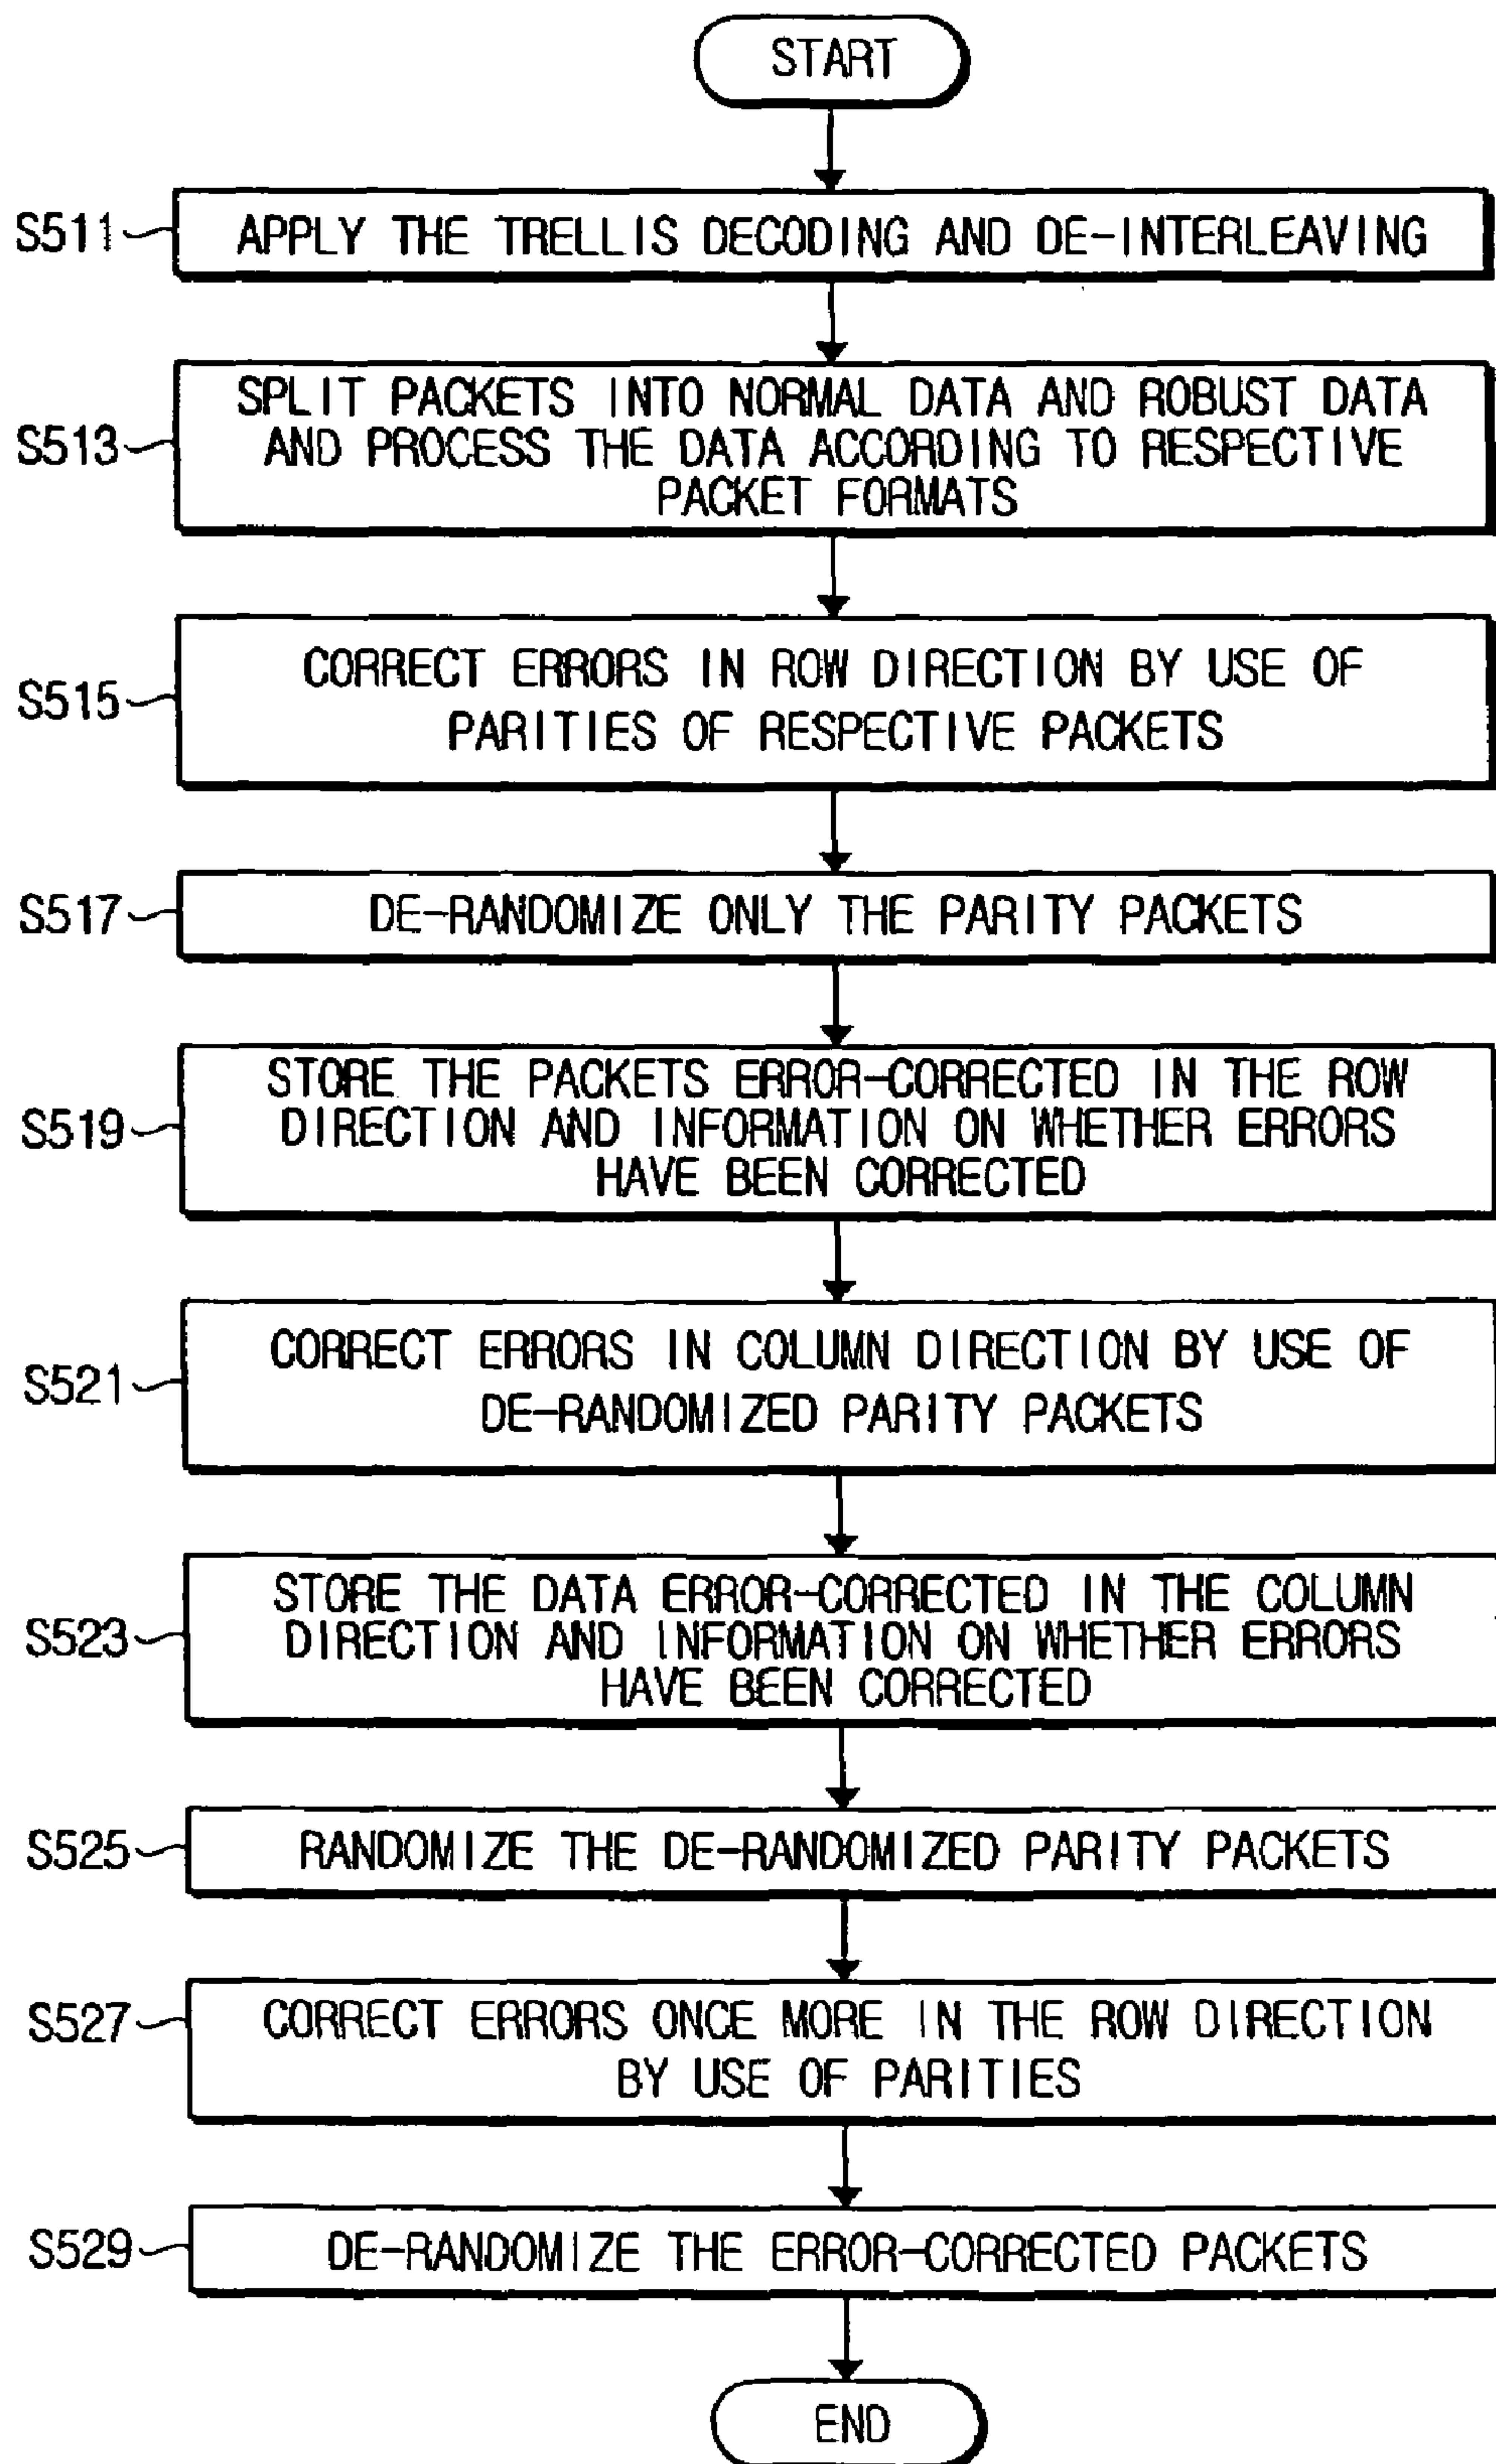 START
S511
APPLY THE TRELLIS DECODING AND DE-INTERLEAVING
S513
SPLIT PACKETS INTO NORMAL DATA AND ROBUST DATA
AND PROCESS THE DATA ACCORDING TO RESPECTIVE
PACKET FORMATS
S515
CORRECT ERRORS IN ROW DIRECTION BY USE OF
PARITIES OF RESPECTIVE PACKETS
S517
DE-RANDOMIZE ONLY THE PARITY PACKETS
S519
STORE THE PACKETS ERROR-CORRECTED IN THE ROW
DIRECTION AND INFORMATION ON WHETHER ERRORS
HAVE BEEN CORRECTED
S521
CORRECT ERRORS IN COLUMN DIRECTION BY USE OF
DE-RANDOMIZED PARITY PACKETS
S523
STORE THE DATA ERROR-CORRECTED IN THE COLUMN
DIRECTION AND INFORMATION ON WHETHER ERRORS
HAVE BEEN CORRECTED
S525
RANDOMIZE THE DE-RANDOMIZED PARITY PACKETS
S527
CORRECT ERRORS ONCE MORE IN THE ROW DIRECTION
BY USE OF PARITIES
S529
DE-RANDOMIZE THE ERROR-CORRECTED PACKETS
END